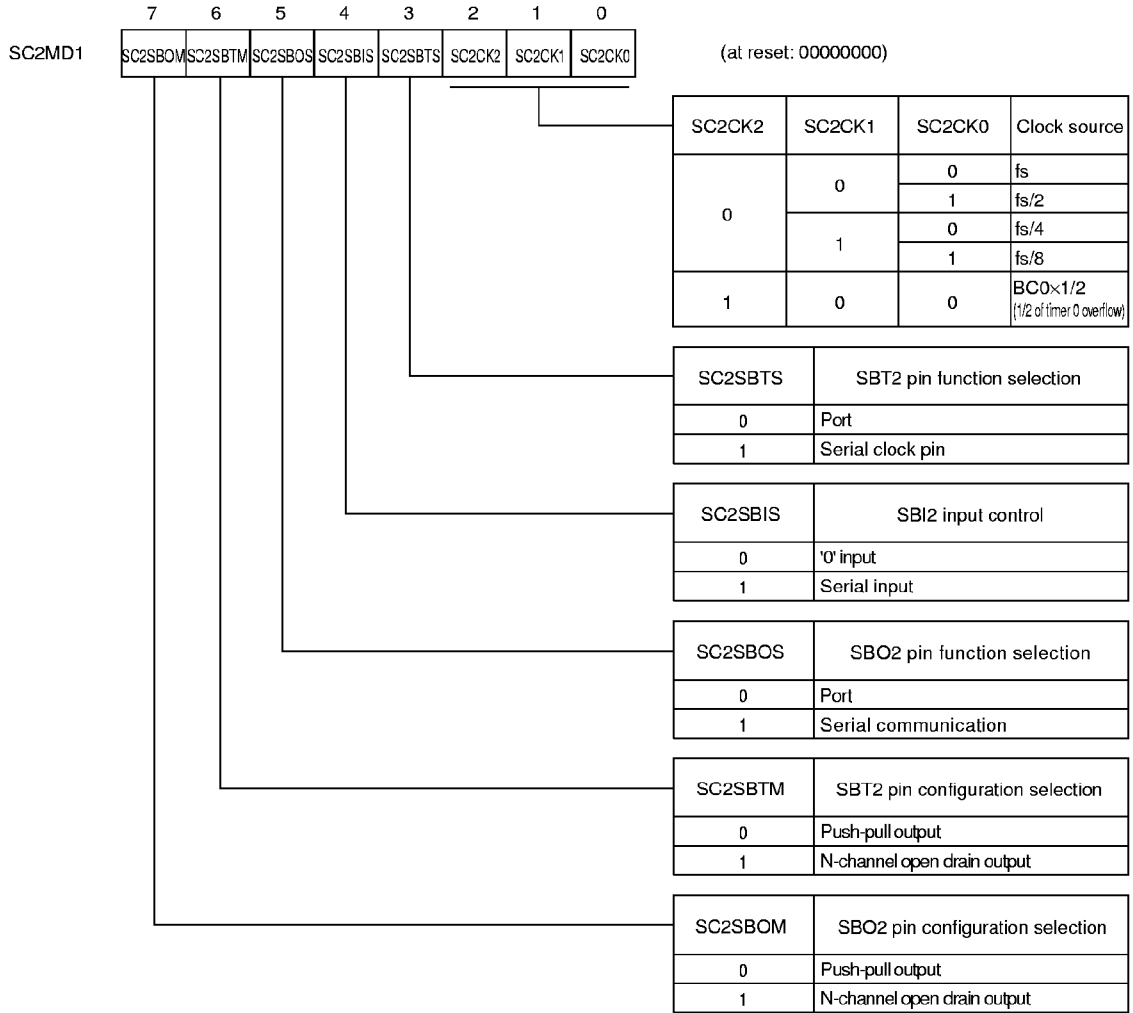 7 6 5 4 3 2 1 0
SC2MD1 SC2SBOM SC2SBTM SC2SBOS SC2SBIS SC2SBTS SC2CK2 SC2CK1 SC2CK0 (at reset: 00000000)
SC2CK2 SC2CK1 SC2CK0 Clock source
0 0 0 fs
1 fs/2
1 0 fs/4
1 fs/8
1 0 0 BC0×1/2
(1/2 of timer 0 overflow)
SC2SBTS SBT2 pin function selection
0 Port
1 Serial clock pin
SC2SBIS SBI2 input control
0 '0' input
1 Serial input
SC2SBOS SBO2 pin function selection
0 Port
1 Serial communication
SC2SBTM SBT2 pin configuration selection
0 Push-pull output
1 N-channel open drain output
SC2SBOM SBO2 pin configuration selection
0 Push-pull output
1 N-channel open drain output